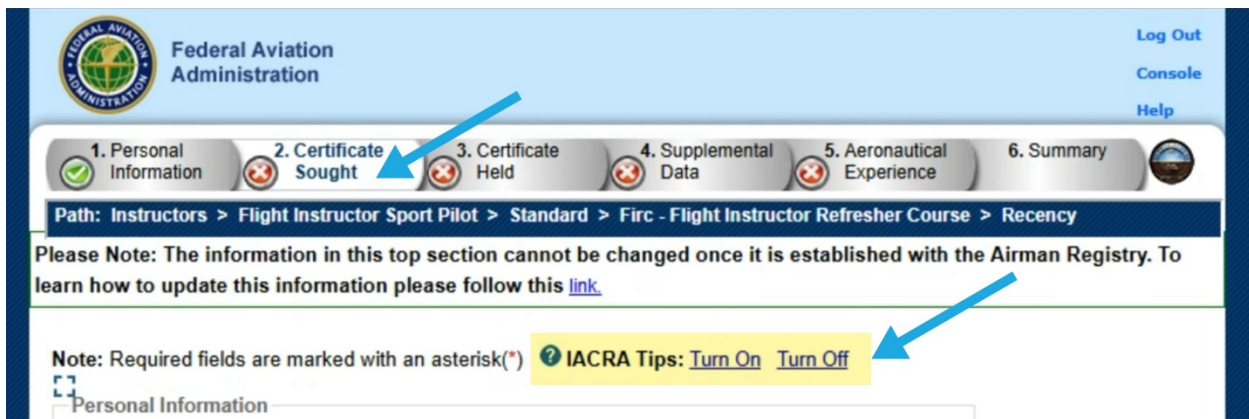 FEDERAL AVIATION
ADMINISTRATION
Federal Aviation
Administration
Log Out
Console
Help
1. Personal
Information
2. Certificate
Sought
3. Certificate
Held
4. Supplemental
Data
5. Aeronautical
Experience
6. Summary
Path: Instructors > Flight Instructor Sport Pilot > Standard > Firc - Flight Instructor Refresher Course > Recency
Please Note: The information in this top section cannot be changed once it is established with the Airman Registry. To
learn how to update this information please follow this link.
Note: Required fields are marked with an asterisk(*) ? IACRA Tips: Turn On Turn Off
Personal Information